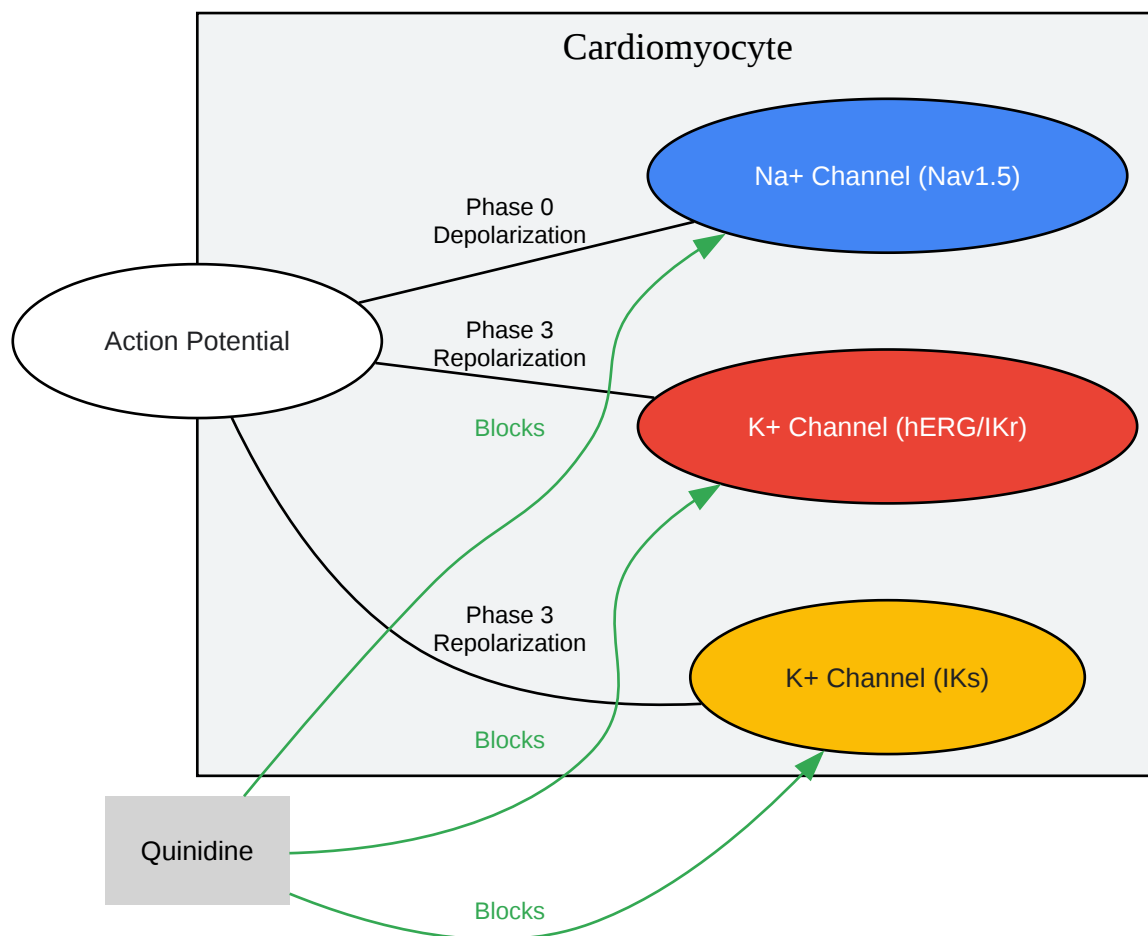 Cardiomyocyte
Na+ Channel (Nav1.5)
Phase 0
Depolarization
Action Potential
Phase 3
Repolarization
Blocks
K+ Channel (hERG/IKr)
Phase 3
Repolarization
K+ Channel (IKs)
Blocks
Quinidine
Blocks